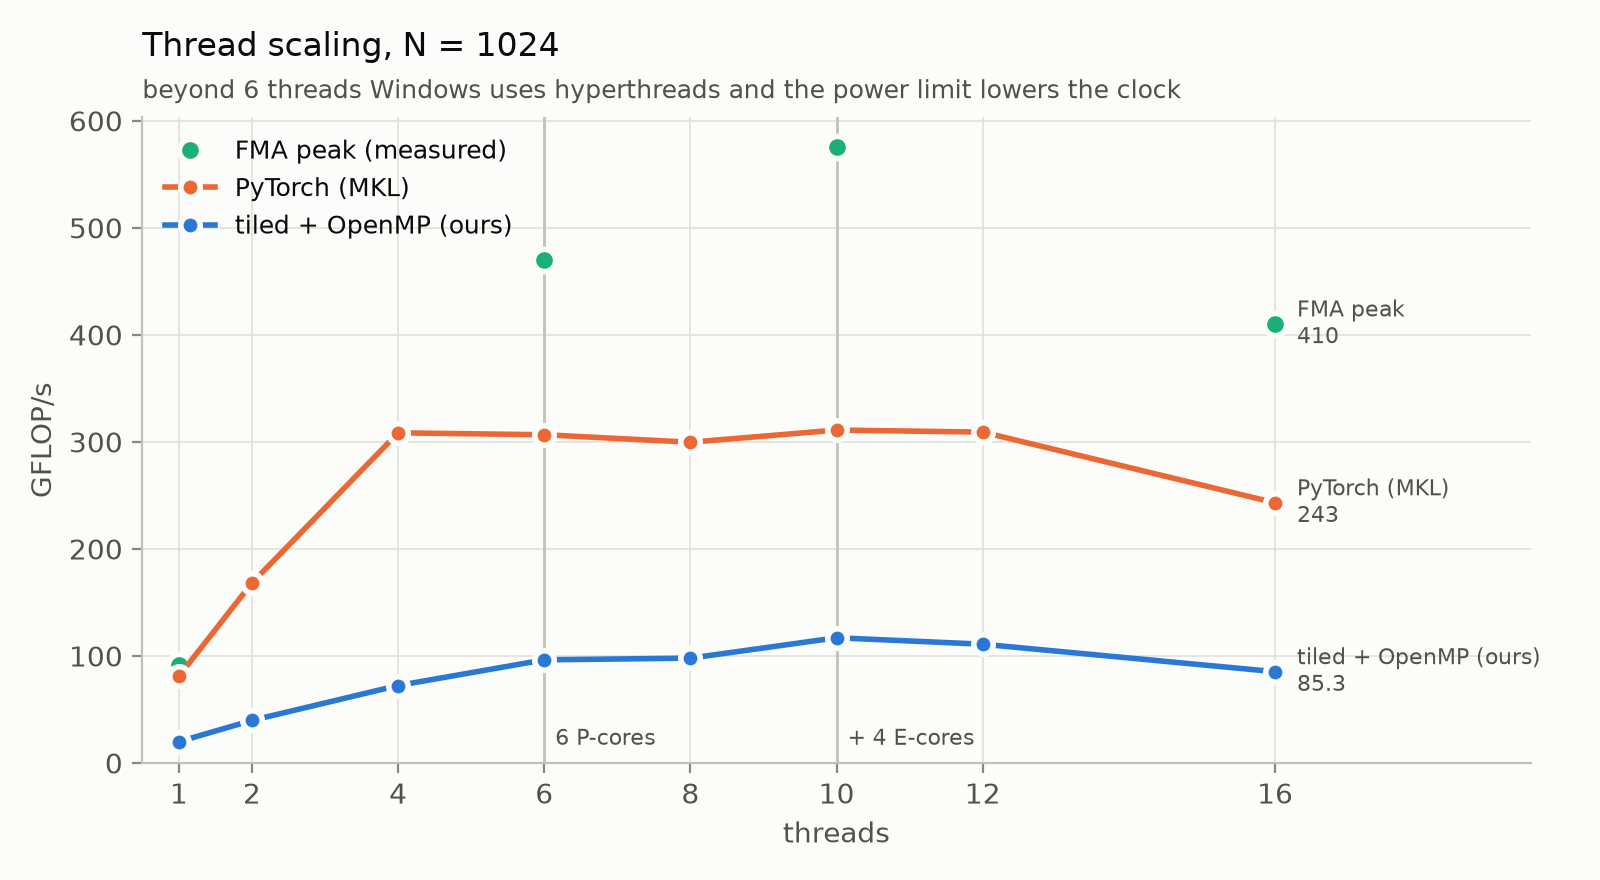 Thread scaling, N = 1024
beyond 6 threads Windows uses hyperthreads and the power limit lowers the clock
600
500
400
300
200
100
0
GFLOP/s
FMA peak (measured)
PyTorch (MKL)
tiled + OpenMP (ours)
FMA peak
410
PyTorch (MKL)
243
tiled + OpenMP (ours)
85.3
6 P-cores
+ 4 E-cores
1 2 4 6 8 10 12 16
threads